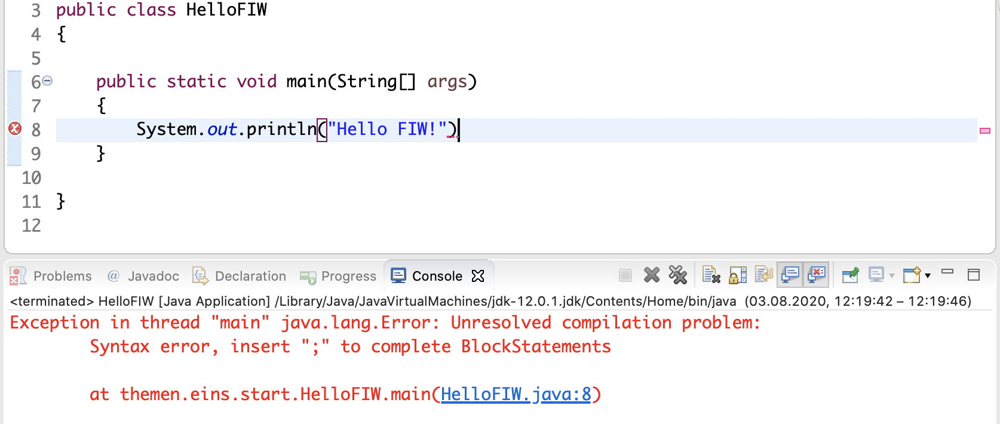 3 public class HelloFIW
4 {
5
6 public static void main(String[] args)
7 {
8 System.out.println("Hello FIW!")
9 }
10
11 }
12
Problems @ Javadoc Declaration Progress Console
<terminated> HelloFIW [Java Application] /Library/Java/JavaVirtualMachines/jdk-12.0.1.jdk/Contents/Home/bin/java (03.08.2020, 12:19:42 – 12:19:46)
Exception in thread "main" java.lang.Error: Unresolved compilation problem:
Syntax error, insert ";" to complete BlockStatements
at themen.eins.start.HelloFIW.main(HelloFIW.java:8)